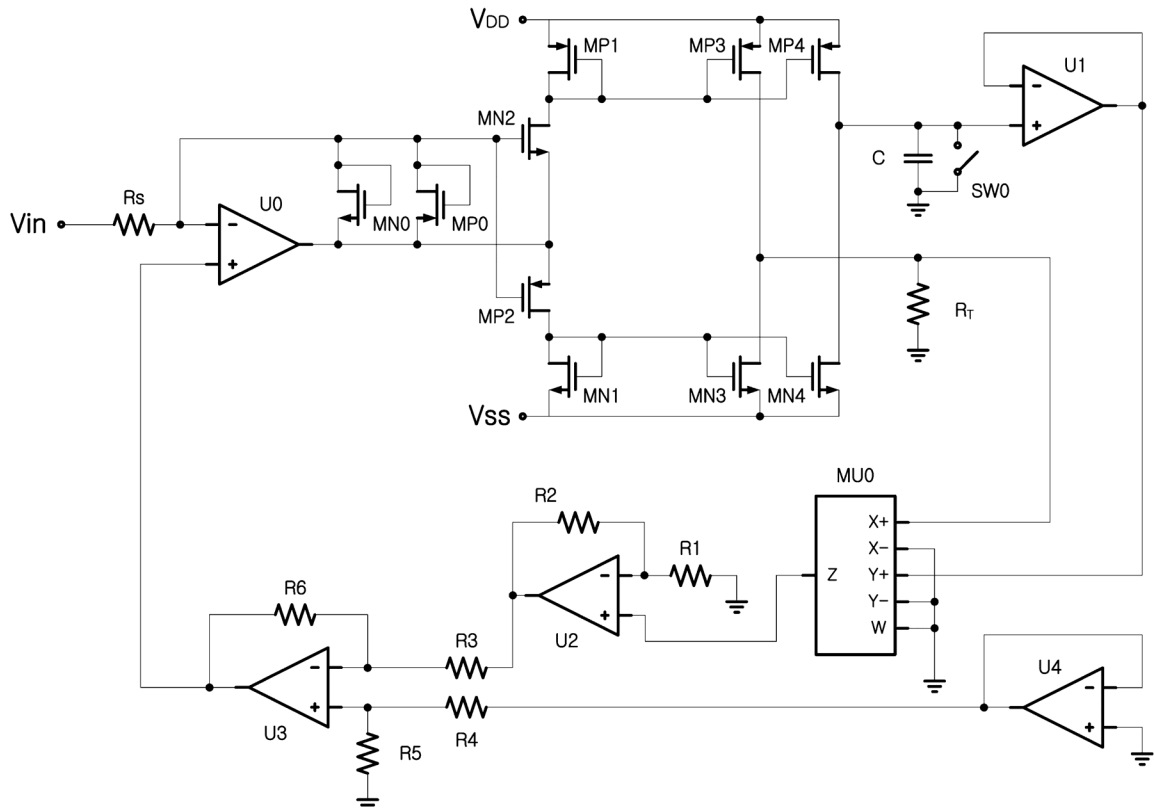 VDD
MP1
MP3
MP4
U1
−
+
MN2
C
SW0
Rs
U0
MN0
MP0
Vin
−
+
MP2
RT
MN1
MN3
MN4
VSS
MU0
R2
R1
X+
X−
Z
Y+
Y−
W
−
+
U2
R6
R3
U4
−
+
U3
R4
−
+
R5